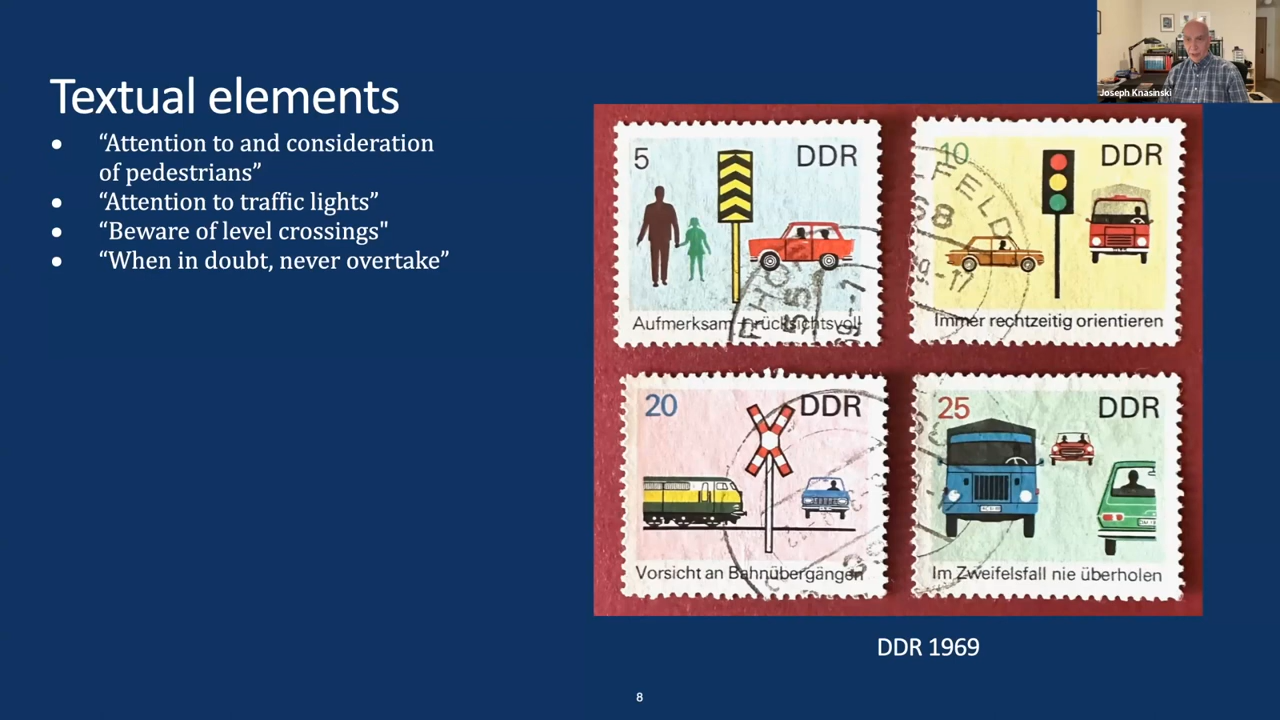 Joseph Knasinski
Textual elements
• “Attention to and consideration
of pedestrians”
• “Attention to traffic lights”
• “Beware of level crossings"
• “When in doubt, never overtake”
5 DDR
Aufmerksam - rücksichtsvoll
10 DDR
FELD
68
Immer rechtzeitig orientieren
20 DDR
Vorsicht an Bahnübergängen
25 DDR
Im Zweifelsfall nie überholen
DDR 1969
8